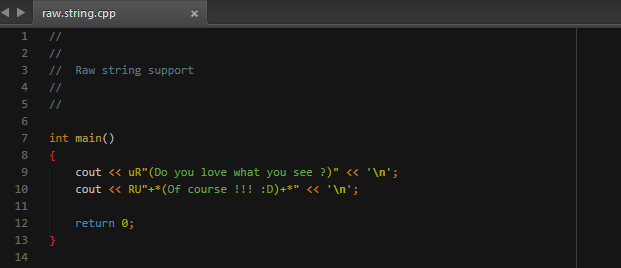 raw.string.cpp ×
1 //
2 //
3 //  Raw string support
4 //
5 //
6
7 int main()
8 {
9     cout << uR"(Do you love what you see ?)" << '\n';
10     cout << RU"+*(Of course !!! :D)+*" << '\n';
11
12     return 0;
13 }
14